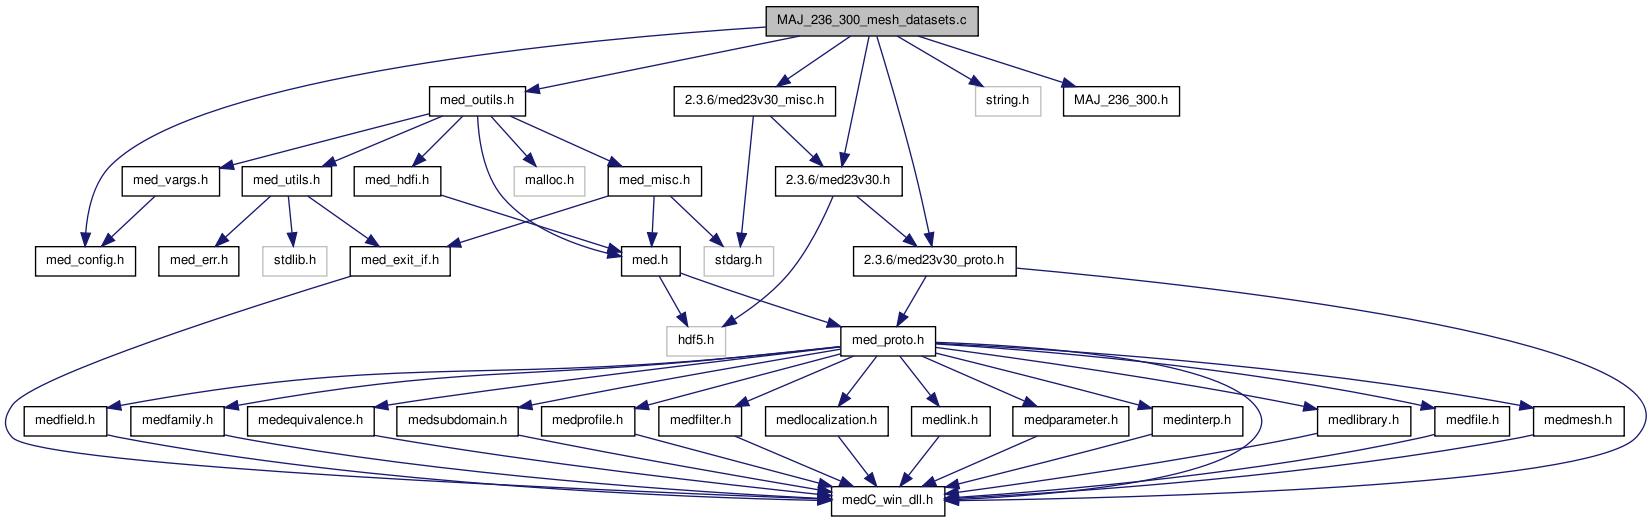 MAJ_236_300_mesh_datasets.c
med_outils.h
2.3.6/med23v30_misc.h
string.h
MAJ_236_300.h
med_vargs.h
med_utils.h
med_hdfi.h
malloc.h
med_misc.h
2.3.6/med23v30.h
med_config.h
med_err.h
stdlib.h
med_exit_if.h
med.h
stdarg.h
2.3.6/med23v30_proto.h
hdf5.h
med_proto.h
medfield.h
medfamily.h
medequivalence.h
medsubdomain.h
medprofile.h
medfilter.h
medlocalization.h
medlink.h
medparameter.h
medinterp.h
medlibrary.h
medfile.h
medmesh.h
medC_win_dll.h